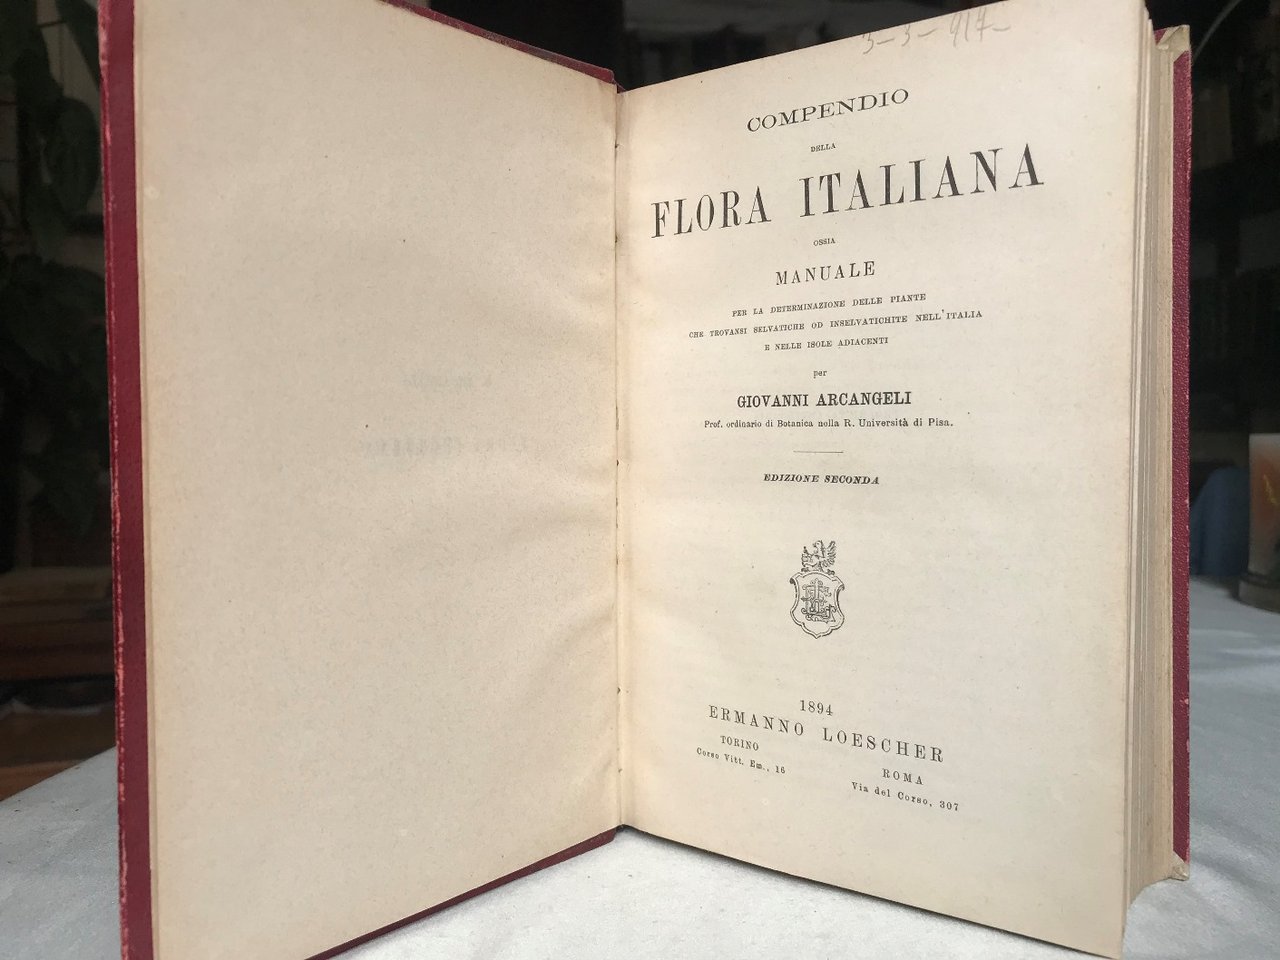 3-3-917-
COMPENDIO
DELLA
FLORA ITALIANA
OSSIA
MANUALE
PER LA DETERMINAZIONE DELLE PIANTE
CHE TROVANSI SELVATICHE OD INSELVATICHITE NELL'ITALIA
E NELLE ISOLE ADIACENTI
per
GIOVANNI ARCANGELI
Prof. ordinario di Botanica nella R. Università di Pisa.
EDIZIONE SECONDA
1894
ERMANNO LOESCHER
TORINO
Corso Vitt. Em., 16
ROMA
Via del Corso, 307